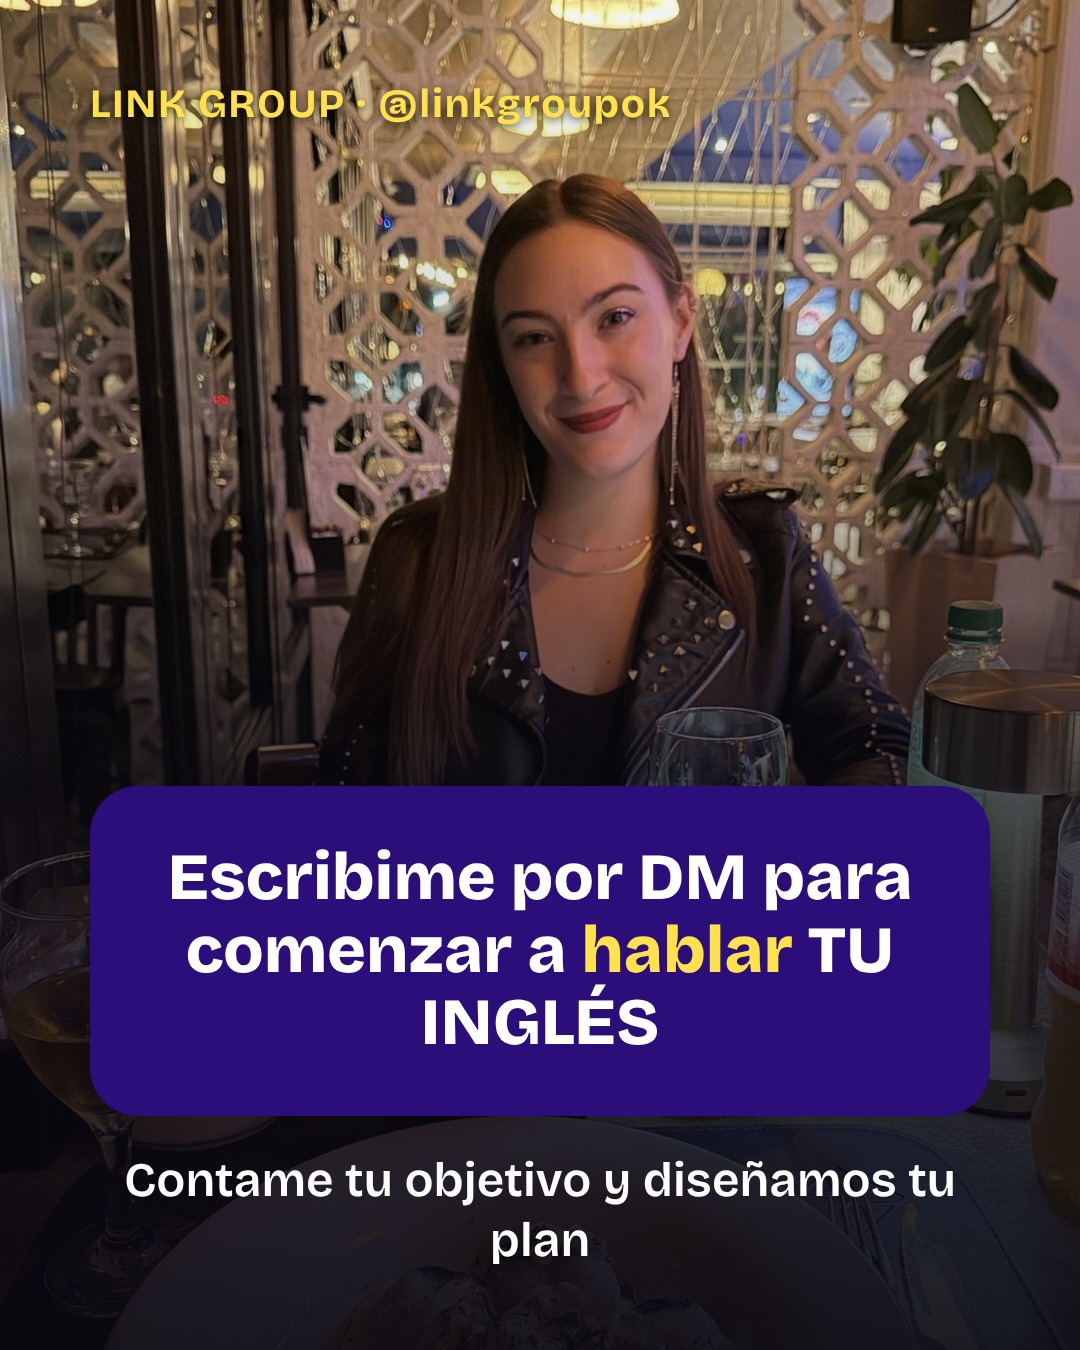 LINK GROUP · @linkgroupok
Escribime por DM para
comenzar a hablar TU
INGLÉS
Contame tu objetivo y diseñamos tu
plan